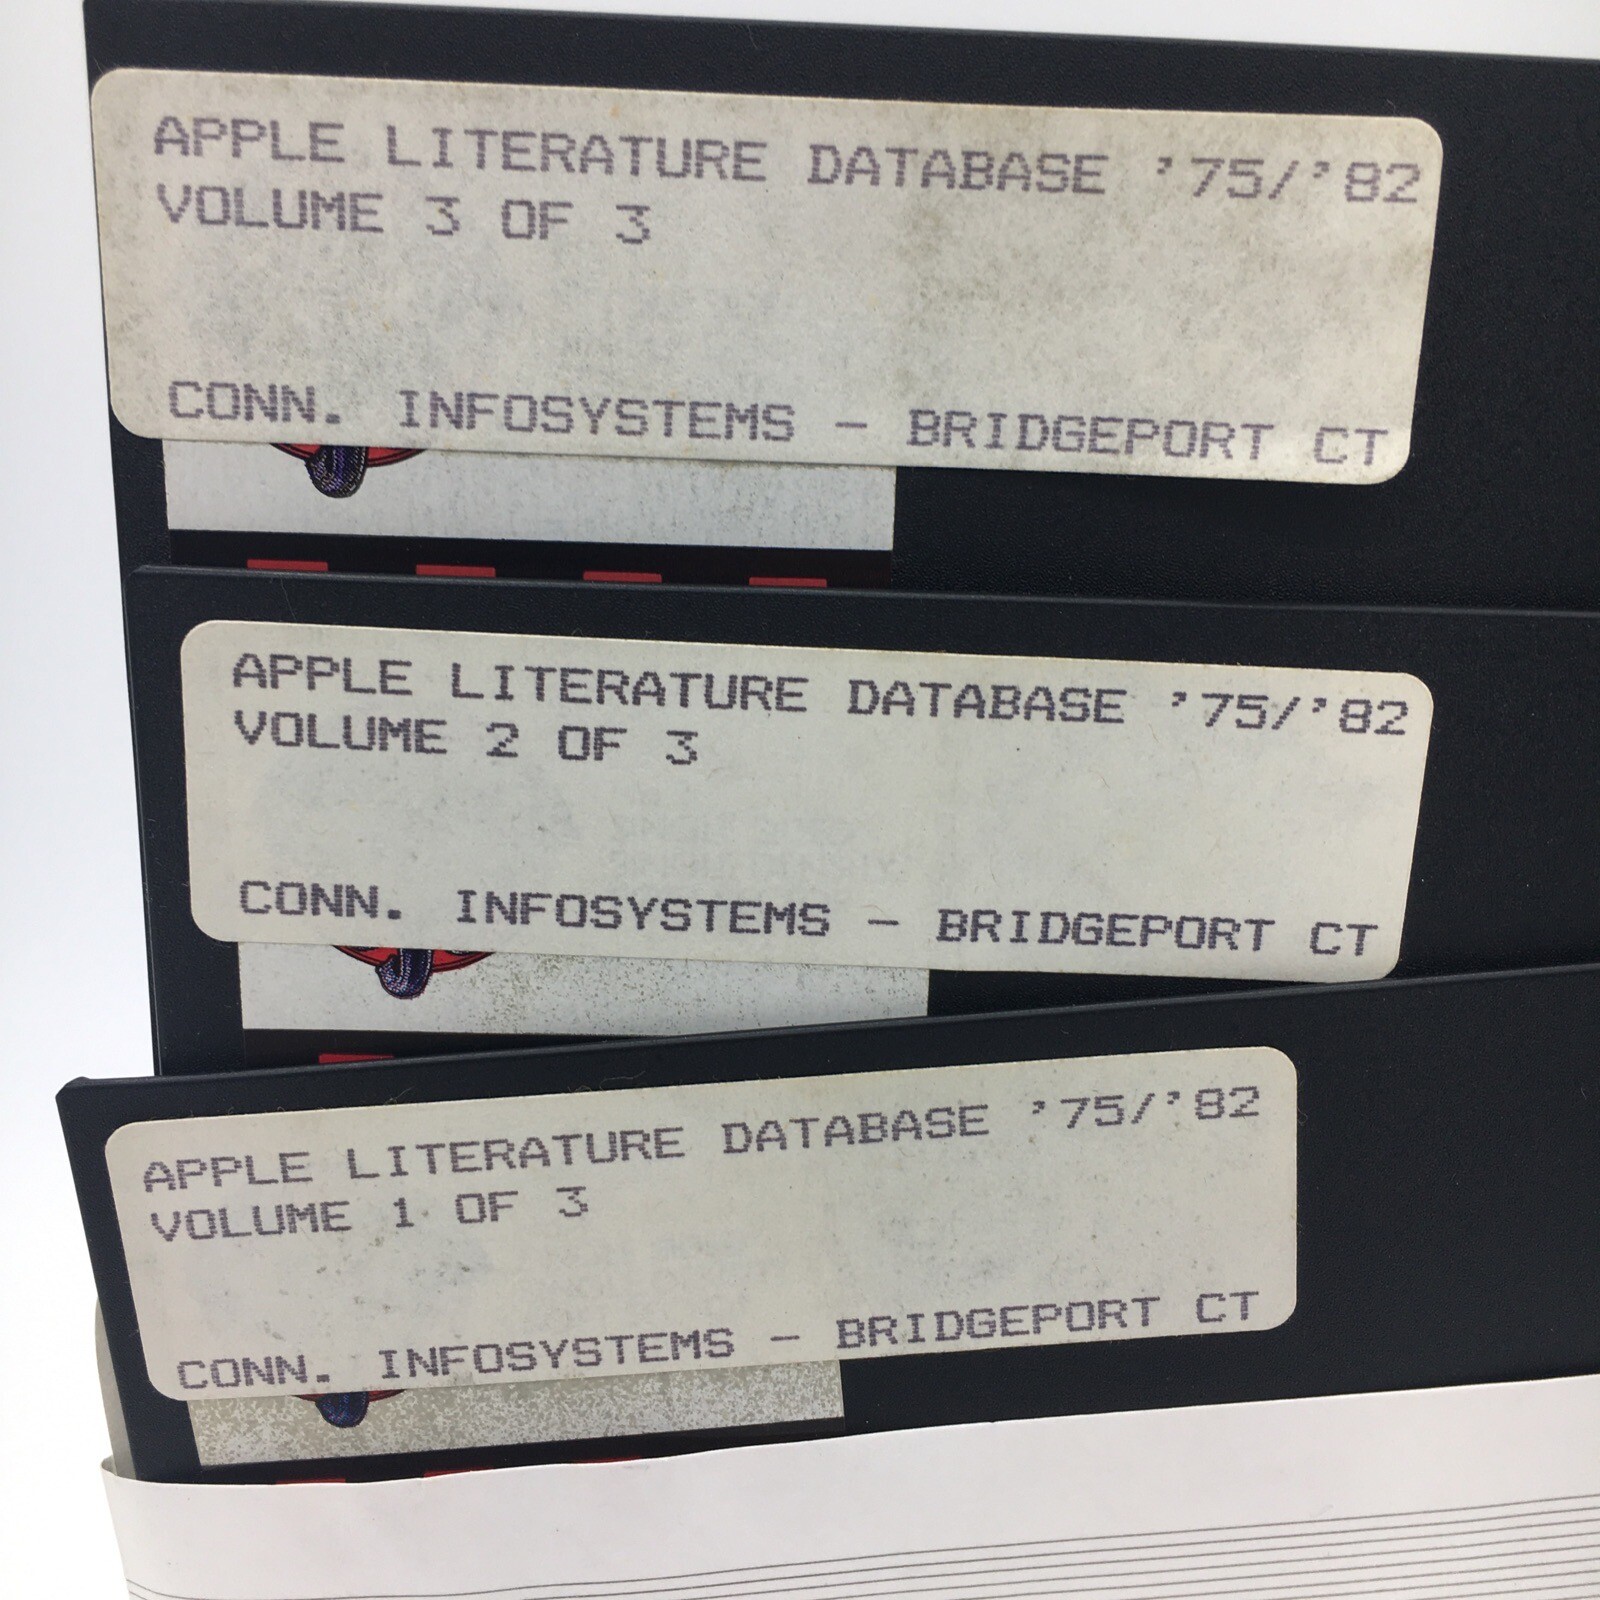 APPLE LITERATURE DATABASE '75/'82
VOLUME 3 OF 3
CONN. INFOSYSTEMS - BRIDGEPORT CT
APPLE LITERATURE DATABASE '75/'82
VOLUME 2 OF 3
CONN. INFOSYSTEMS - BRIDGEPORT CT
APPLE LITERATURE DATABASE '75/'82
VOLUME 1 OF 3
CONN. INFOSYSTEMS - BRIDGEPORT CT